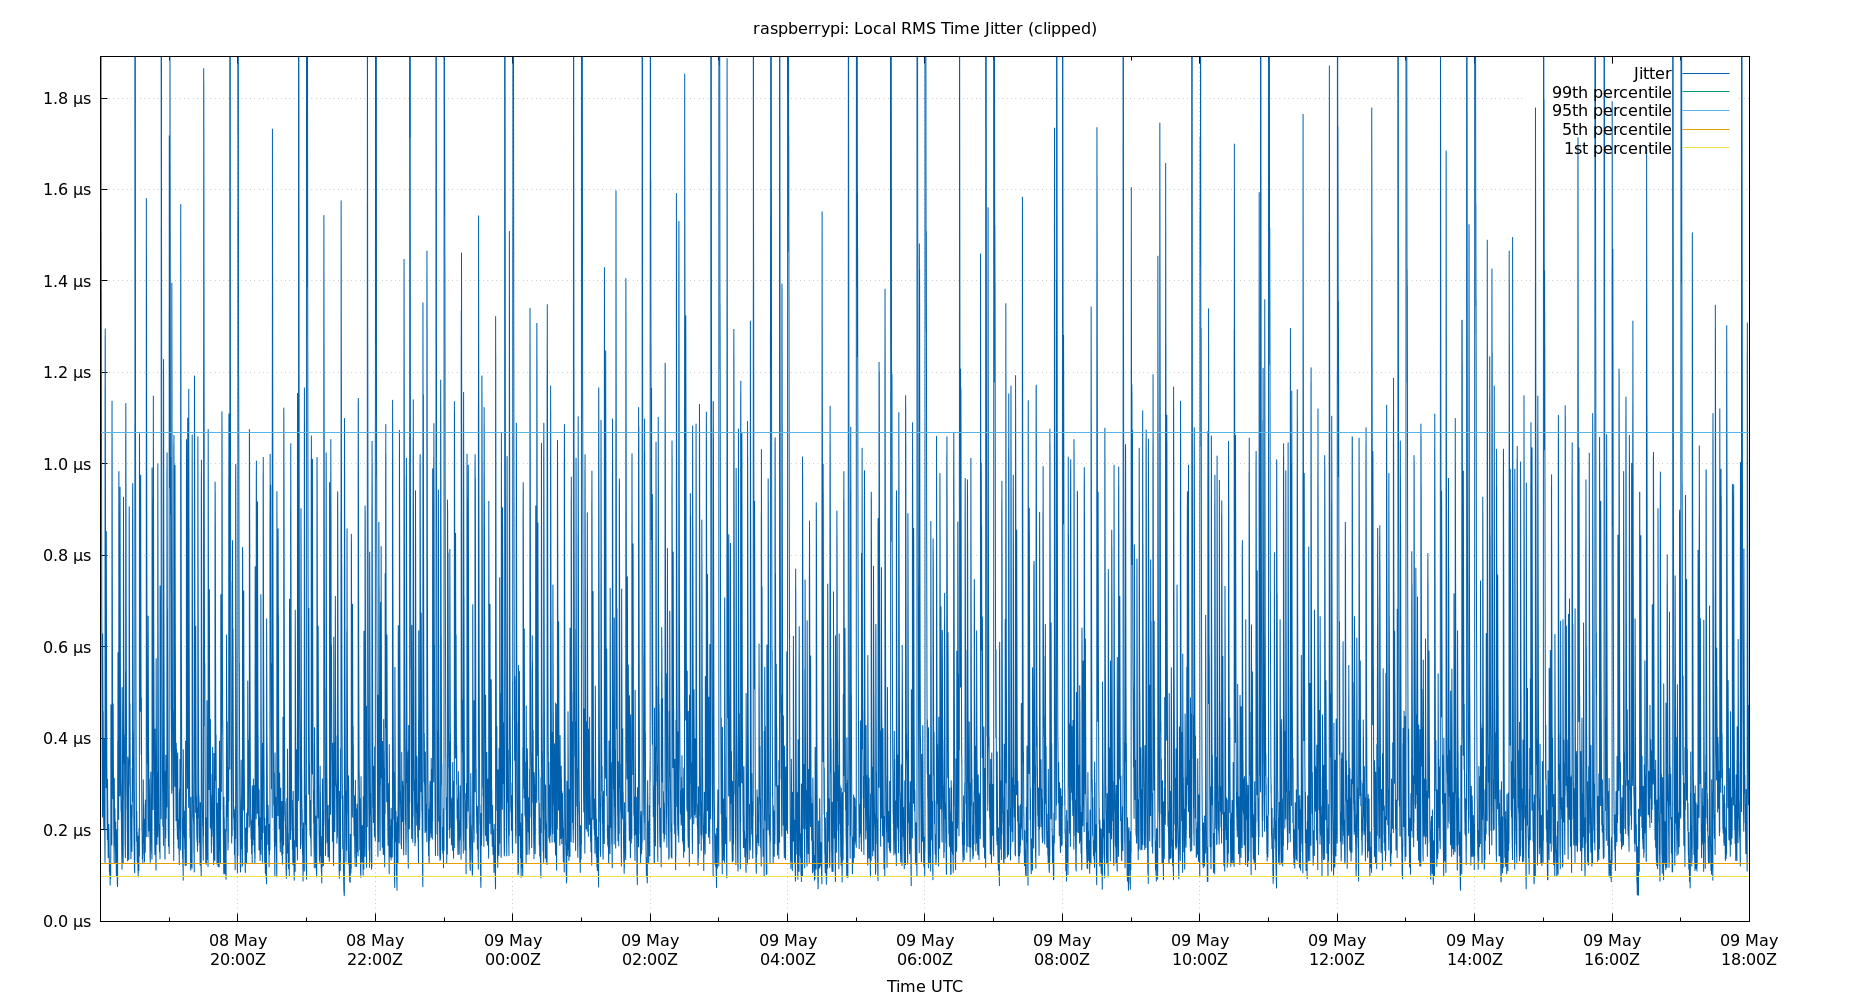 raspberrypi: Local RMS Time Jitter (clipped)
Jitter
99th percentile
95th percentile
5th percentile
1st percentile
1.8 µs
1.6 µs
1.4 µs
1.2 µs
1.0 µs
0.8 µs
0.6 µs
0.4 µs
0.2 µs
0.0 µs
08 May 08 May 09 May 09 May 09 May 09 May 09 May 09 May 09 May 09 May 09 May 09 May
20:00Z 22:00Z 00:00Z 02:00Z 04:00Z 06:00Z 08:00Z 10:00Z 12:00Z 14:00Z 16:00Z 18:00Z
Time UTC